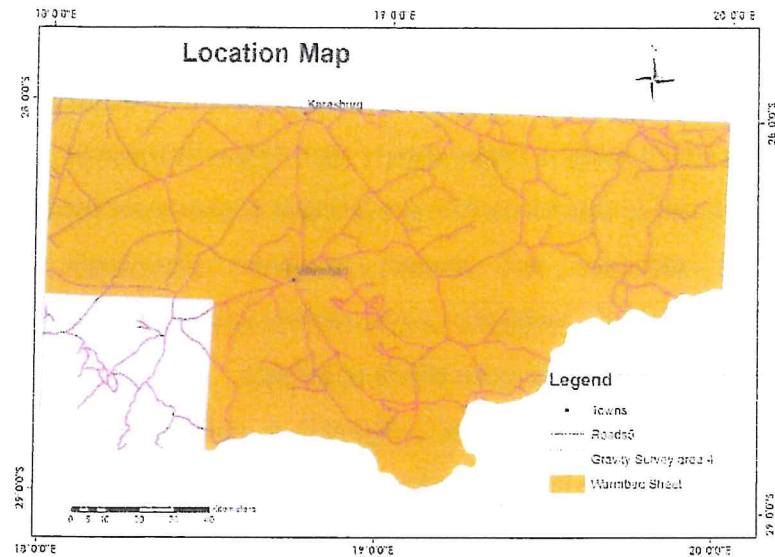 18°0'0"E 19°0'0"E 20°0'0"E
Location Map
28°0'0"S
28°0'0"S
Karasburg
Warmbad
Legend
Towns
Roads5
Gravity Survey area 4
Warmbad Sheet
29°0'0"S
29°0'0"S
0 5 10 20 30 40
Kilometers
18°0'0"E 19°0'0"E 20°0'0"E